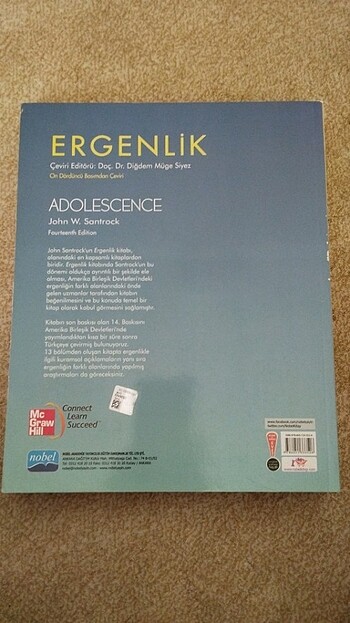 ERGENLİK
Çeviri Editörü: Doç. Dr. Diğdem Müge Siyez
On Dördüncü Basımdan Çeviri
ADOLESCENCE
John W. Santrock
Fourteenth Edition
John Santrock'un Ergenlik kitabı,
alanındaki en kapsamlı kitaplardan
biridir. Ergenlik kitabında Santrock'un bu
dönemi oldukça ayrıntılı bir şekilde ele
alması, Amerika Birleşik Devletleri'ndeki
ergenliğin farklı alanlarındaki önde
gelen uzmanlar tarafından kitabın
beğenilmesini ve bu konuda temel bir
kitap olarak kabul görmesini sağlamıştır.
Kitabın son baskısı olan 14. Baskısını
Amerika Birleşik Devletleri'nde
yayımlandıktan kısa bir süre sonra
Türkçeye çevirmiş bulunuyoruz.
13 bölümden oluşan kitapta ergenlikle
ilgili kuramsal açıklamaların yanı sıra
ergenliğin farklı alanlarında yapılmış
araştırmaları da göreceksiniz.
Mc
Graw
Hill
Connect
Learn
Succeed
nobel